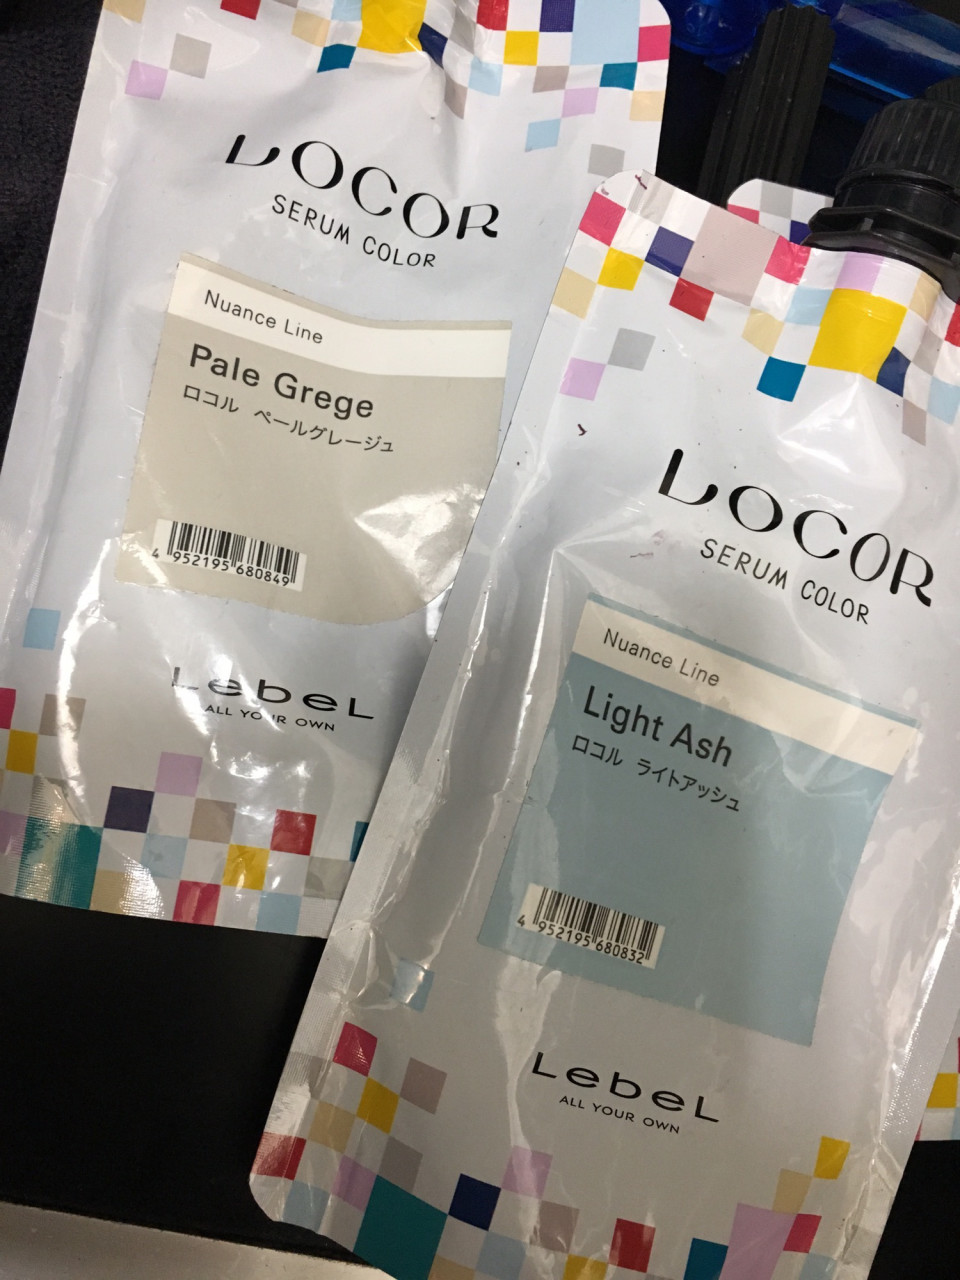 LOCOR
SERUM COLOR
Nuance Line
Pale Grege
ロコル ペールグレージュ
4 952195 680849
LebeL
ALL YOUR OWN
LOCOR
SERUM COLOR
Nuance Line
Light Ash
ロコル ライトアッシュ
4 952195 680832
LebeL
ALL YOUR OWN